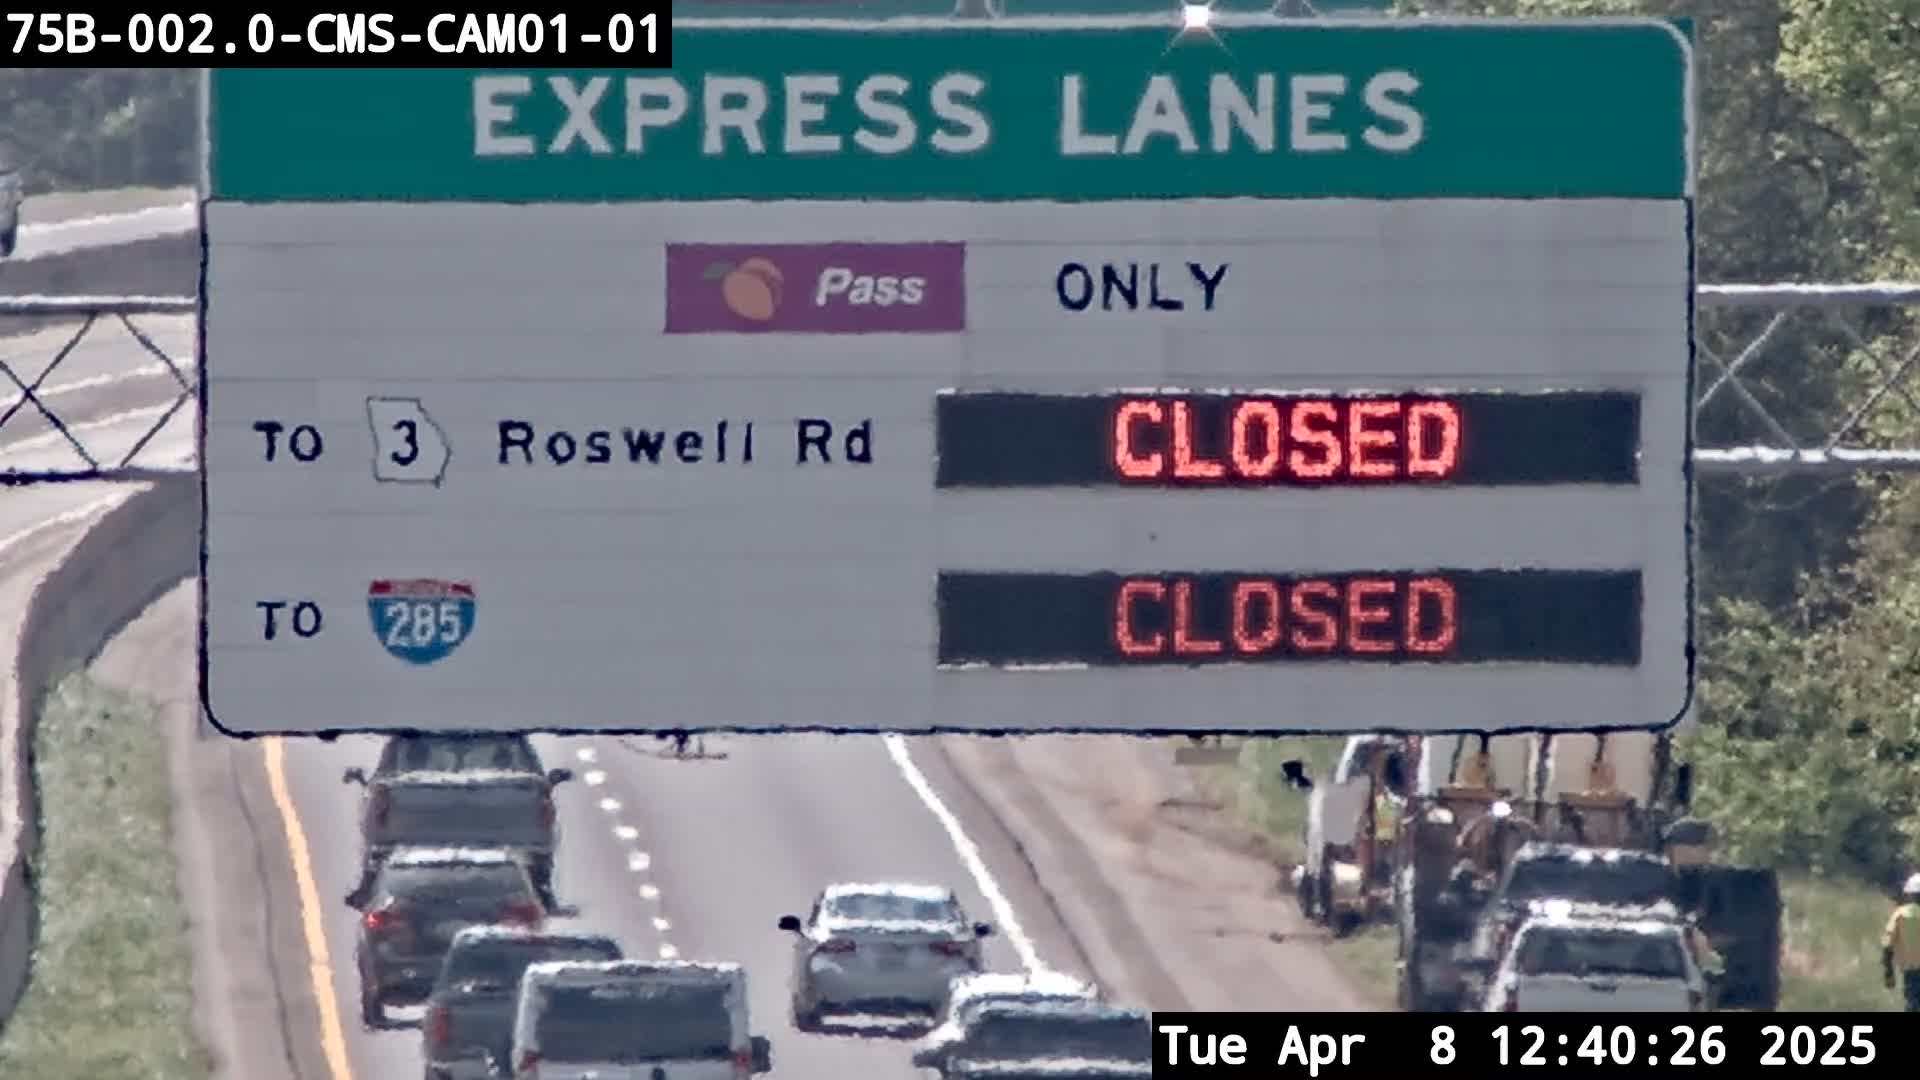 75B-002.0-CMS-CAM01-01
EXPRESS LANES
Pass ONLY
TO 3 Roswell Rd CLOSED
TO 285 CLOSED
Tue Apr 8 12:40:26 2025